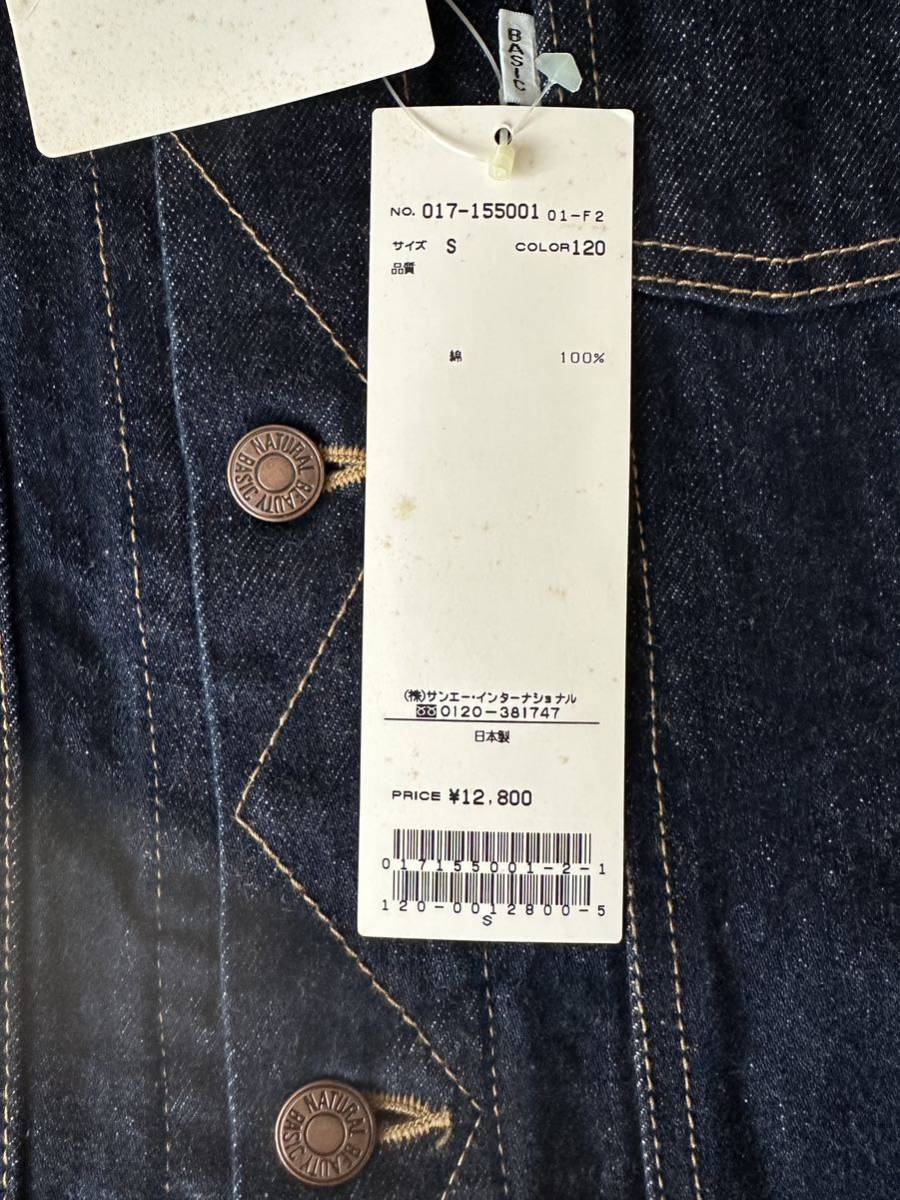 BASIC
NO. 017-155001 01-F2
サイズ S COLOR120
品質
綿 100%
(株)サンエー・インターナショナル
0120-381747
日本製
PRICE ¥12,800
017155001-2-1
120-0012800-5
S
NATURAL BEAUTY BASIC
NATURAL BEAUTY BASIC